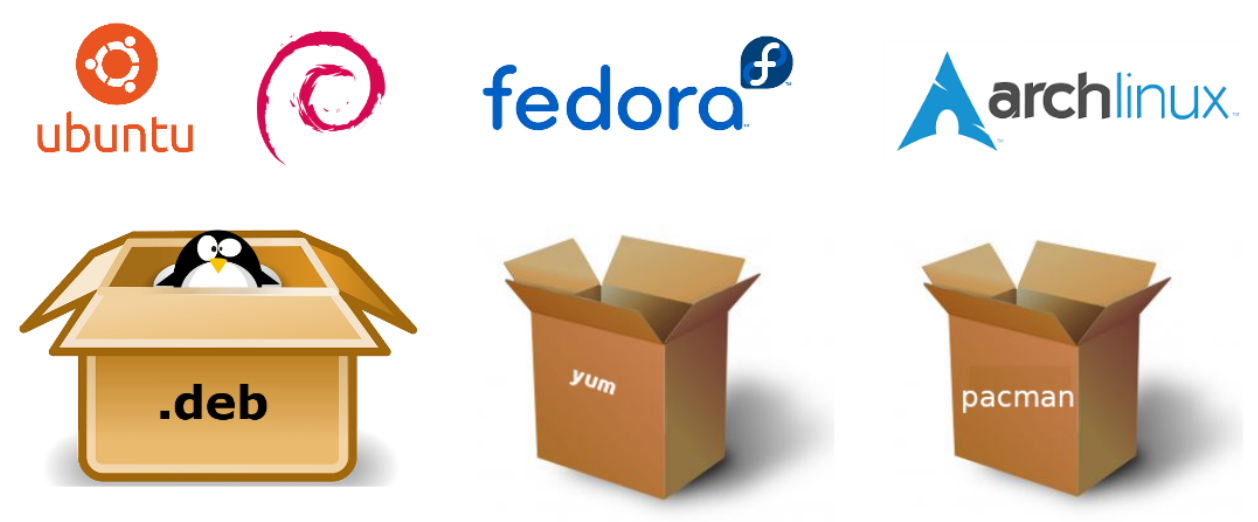 ubuntu
fedora
archlinux
.deb
yum
pacman